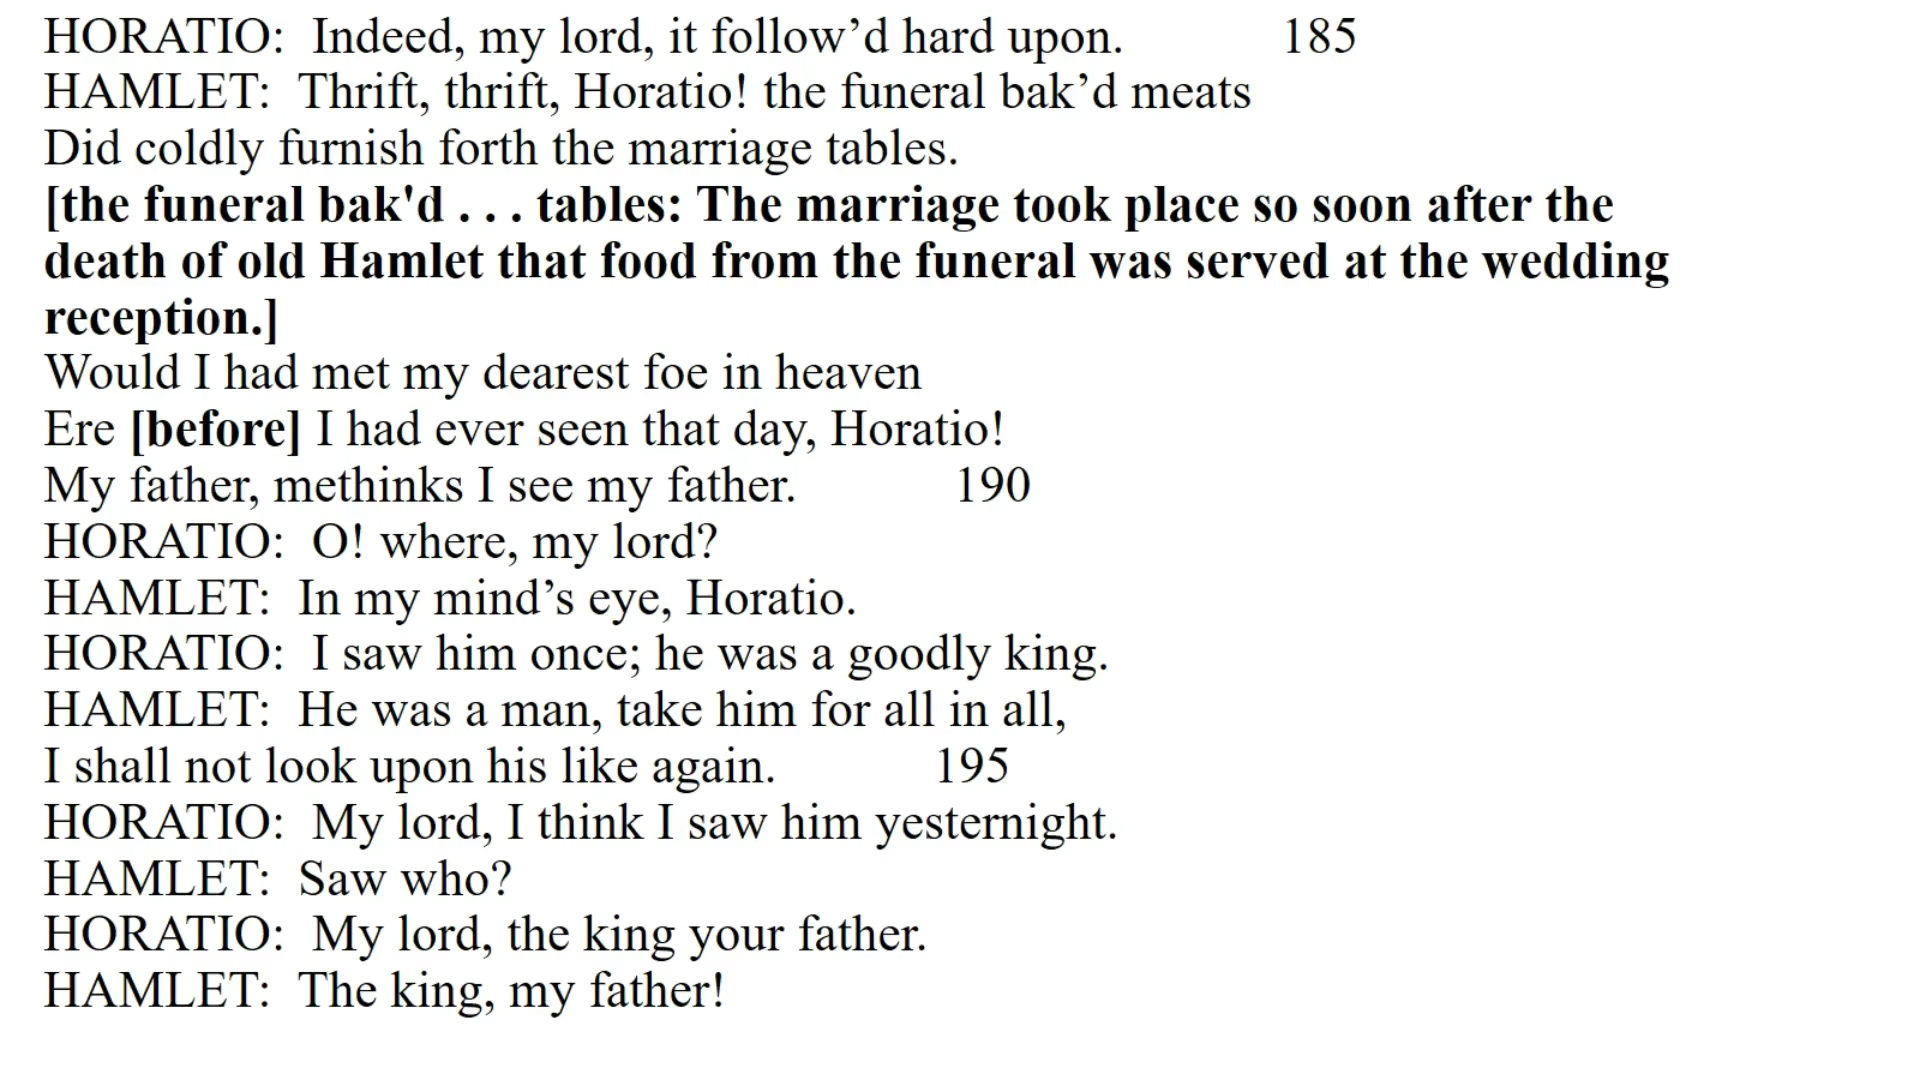 HORATIO:  Indeed, my lord, it follow’d hard upon.            185
HAMLET:  Thrift, thrift, Horatio! the funeral bak’d meats
Did coldly furnish forth the marriage tables.
[the funeral bak'd . . . tables: The marriage took place so soon after the
death of old Hamlet that food from the funeral was served at the wedding
reception.]
Would I had met my dearest foe in heaven
Ere [before] I had ever seen that day, Horatio!
My father, methinks I see my father.            190
HORATIO:  O! where, my lord?
HAMLET:  In my mind’s eye, Horatio.
HORATIO:  I saw him once; he was a goodly king.
HAMLET:  He was a man, take him for all in all,
I shall not look upon his like again.            195
HORATIO:  My lord, I think I saw him yesternight.
HAMLET:  Saw who?
HORATIO:  My lord, the king your father.
HAMLET:  The king, my father!